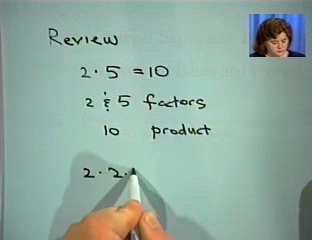 Review
2 · 5 = 10
2 & 5 factors
10 product
2 · 2 ·